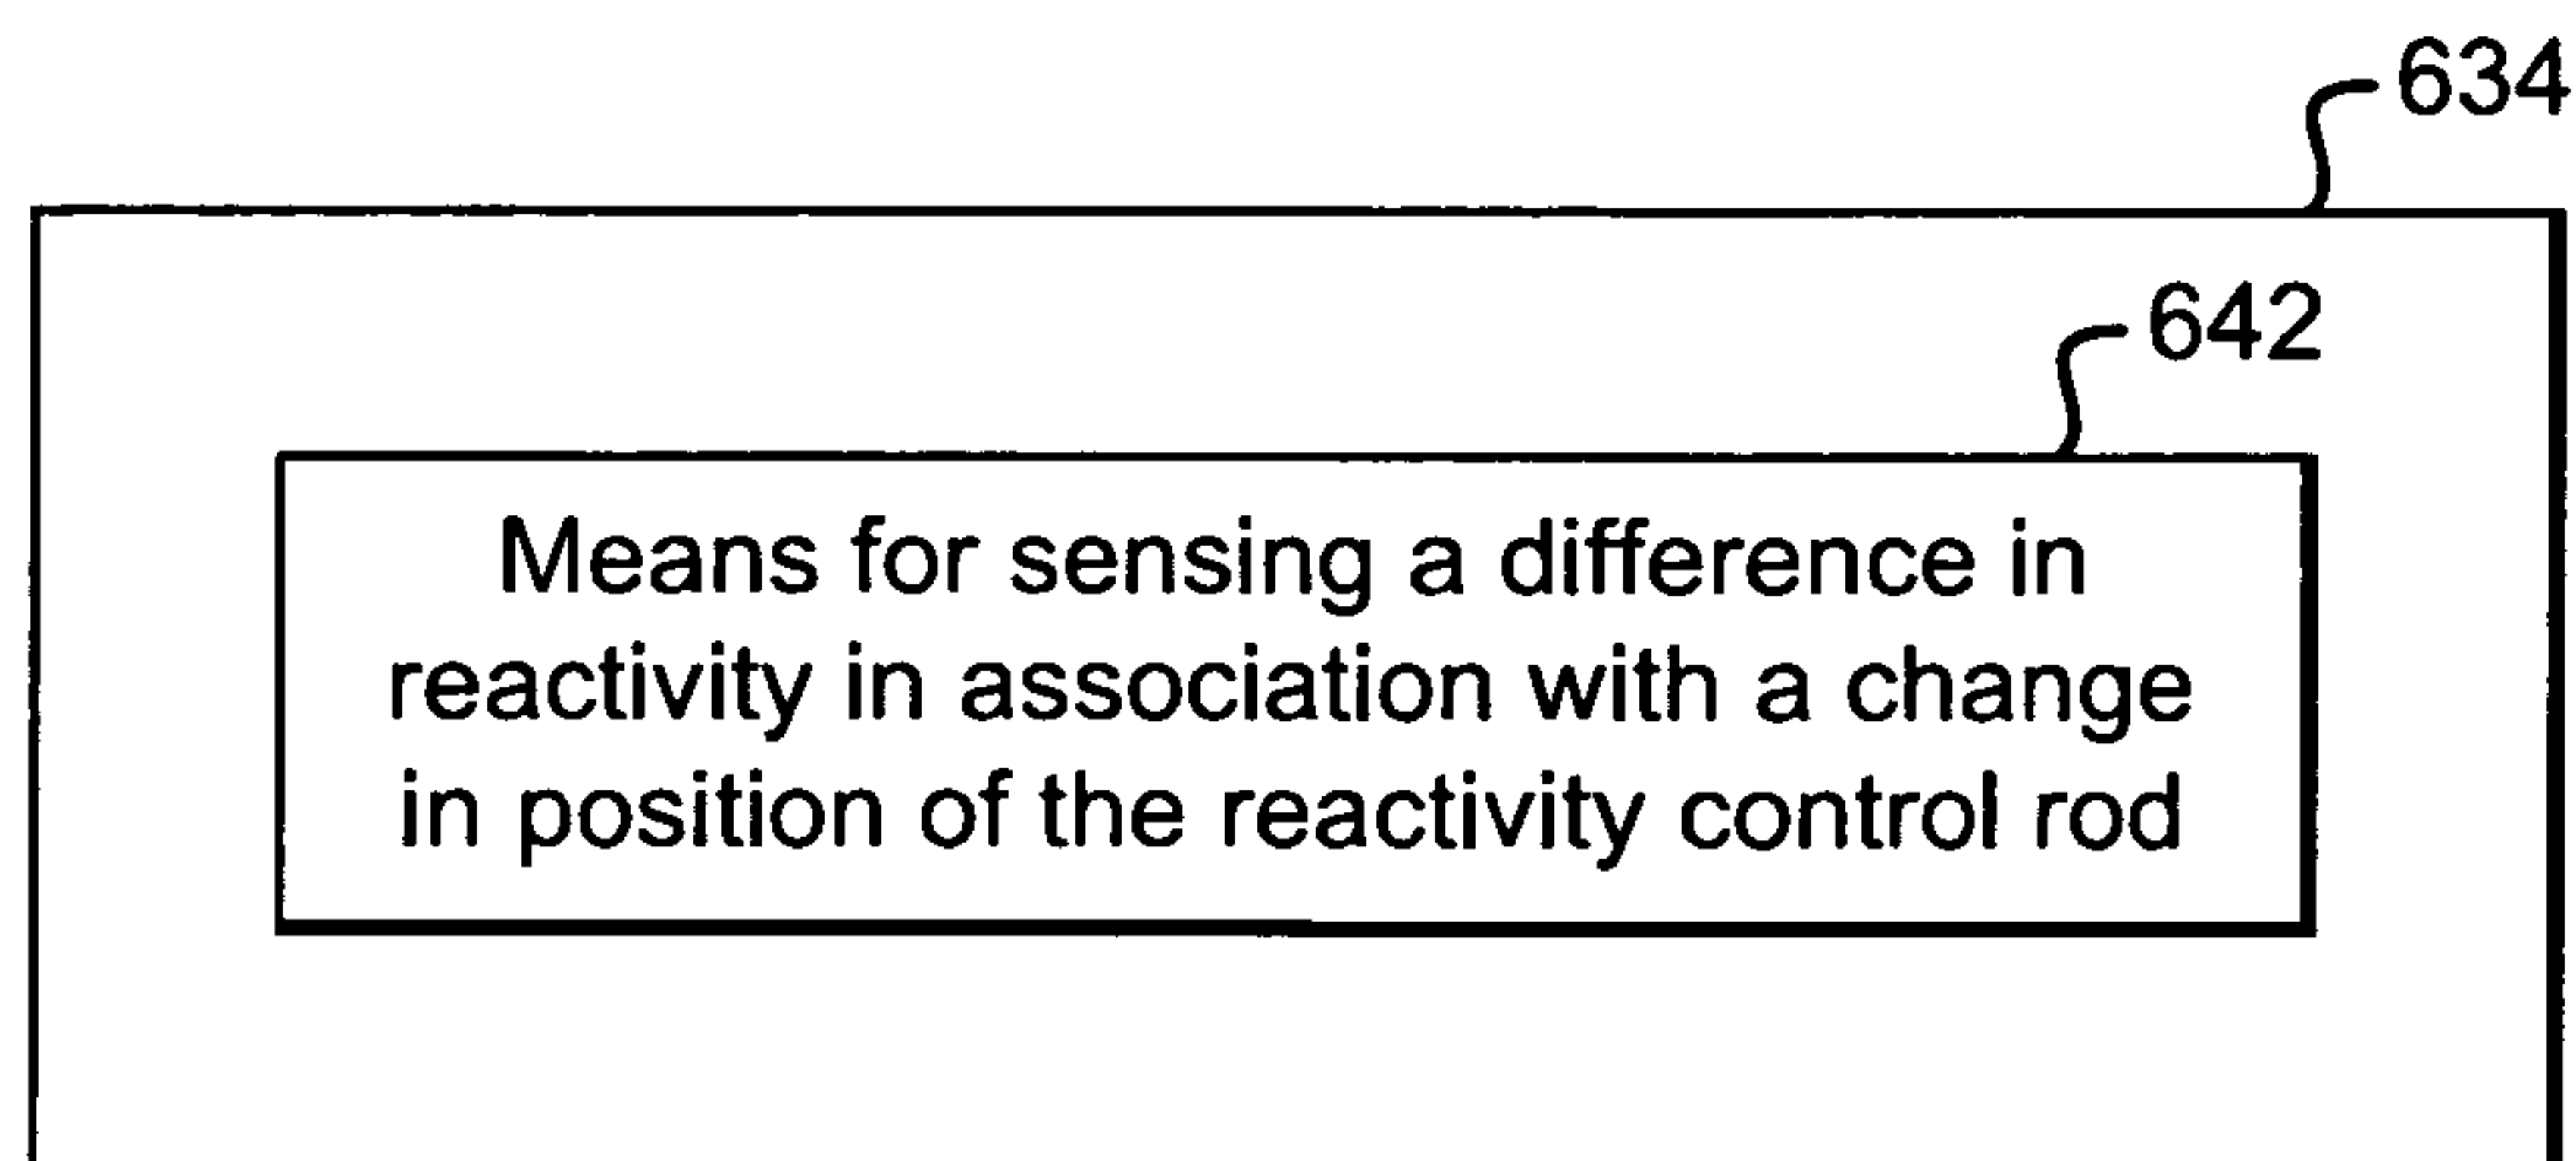 634
642
Means for sensing a difference in
reactivity in association with a change
in position of the reactivity control rod